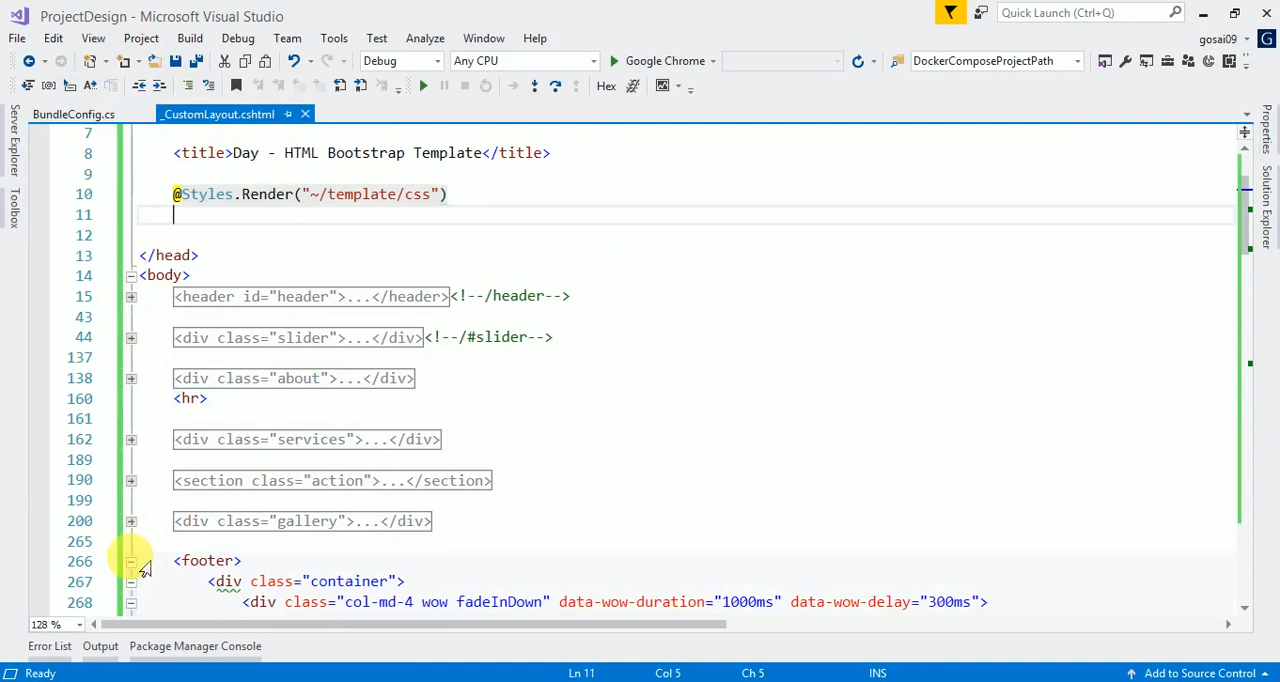 ProjectDesign - Microsoft Visual Studio
Quick Launch (Ctrl+Q)
File Edit View Project Build Debug Team Tools Test Analyze Window Help
gosai09 G
Debug Any CPU Google Chrome DockerComposeProjectPath
Hex
BundleConfig.cs _CustomLayout.cshtml
Server Explorer
Toolbox
Properties
Solution Explorer
7
8 <title>Day - HTML Bootstrap Template</title>
9
10 @Styles.Render("~/template/css")
11
12
13 </head>
14 <body>
15 <header id="header">...</header><!--/header-->
43
44 <div class="slider">...</div><!--/#slider-->
137
138 <div class="about">...</div>
160 <hr>
161
162 <div class="services">...</div>
189
190 <section class="action">...</section>
199
200 <div class="gallery">...</div>
265
266 <footer>
267 <div class="container">
268 <div class="col-md-4 wow fadeInDown" data-wow-duration="1000ms" data-wow-delay="300ms">
128 %
Error List Output Package Manager Console
Ready Ln 11 Col 5 Ch 5 INS Add to Source Control